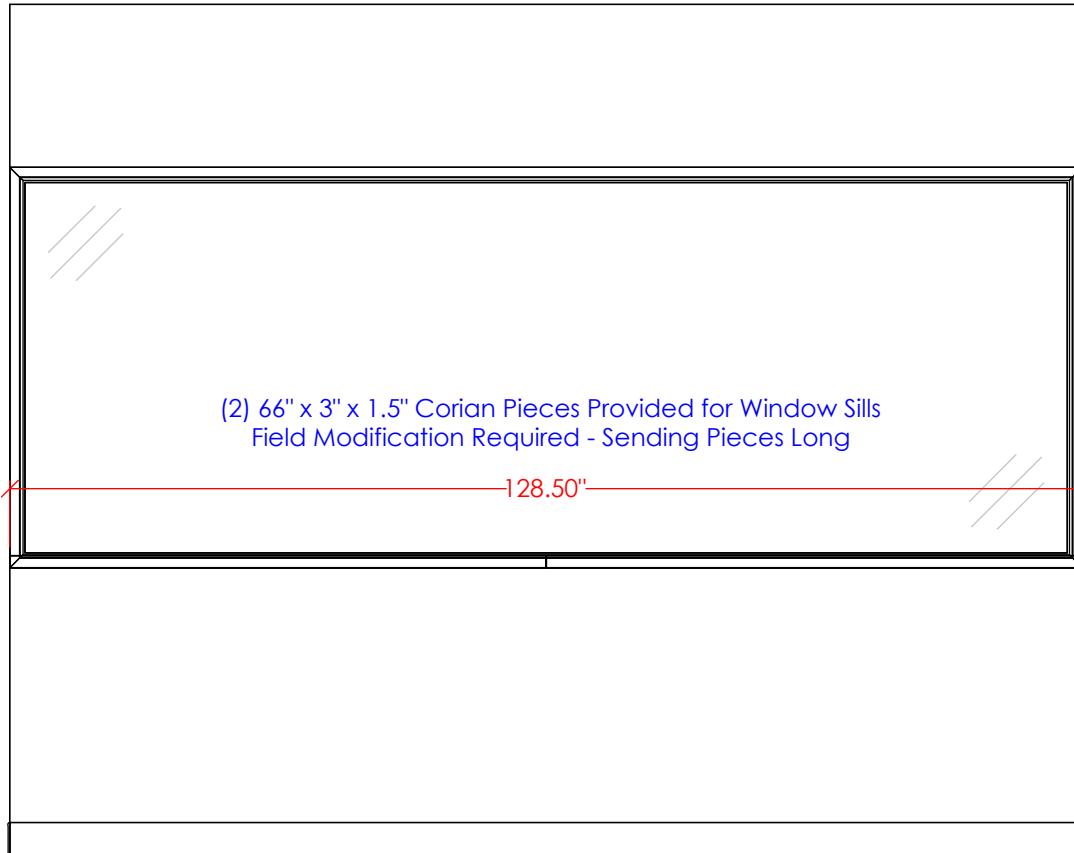 (2) 66" x 3" x 1.5" Corian Pieces Provided for Window Sills
Field Modification Required - Sending Pieces Long
128.50"